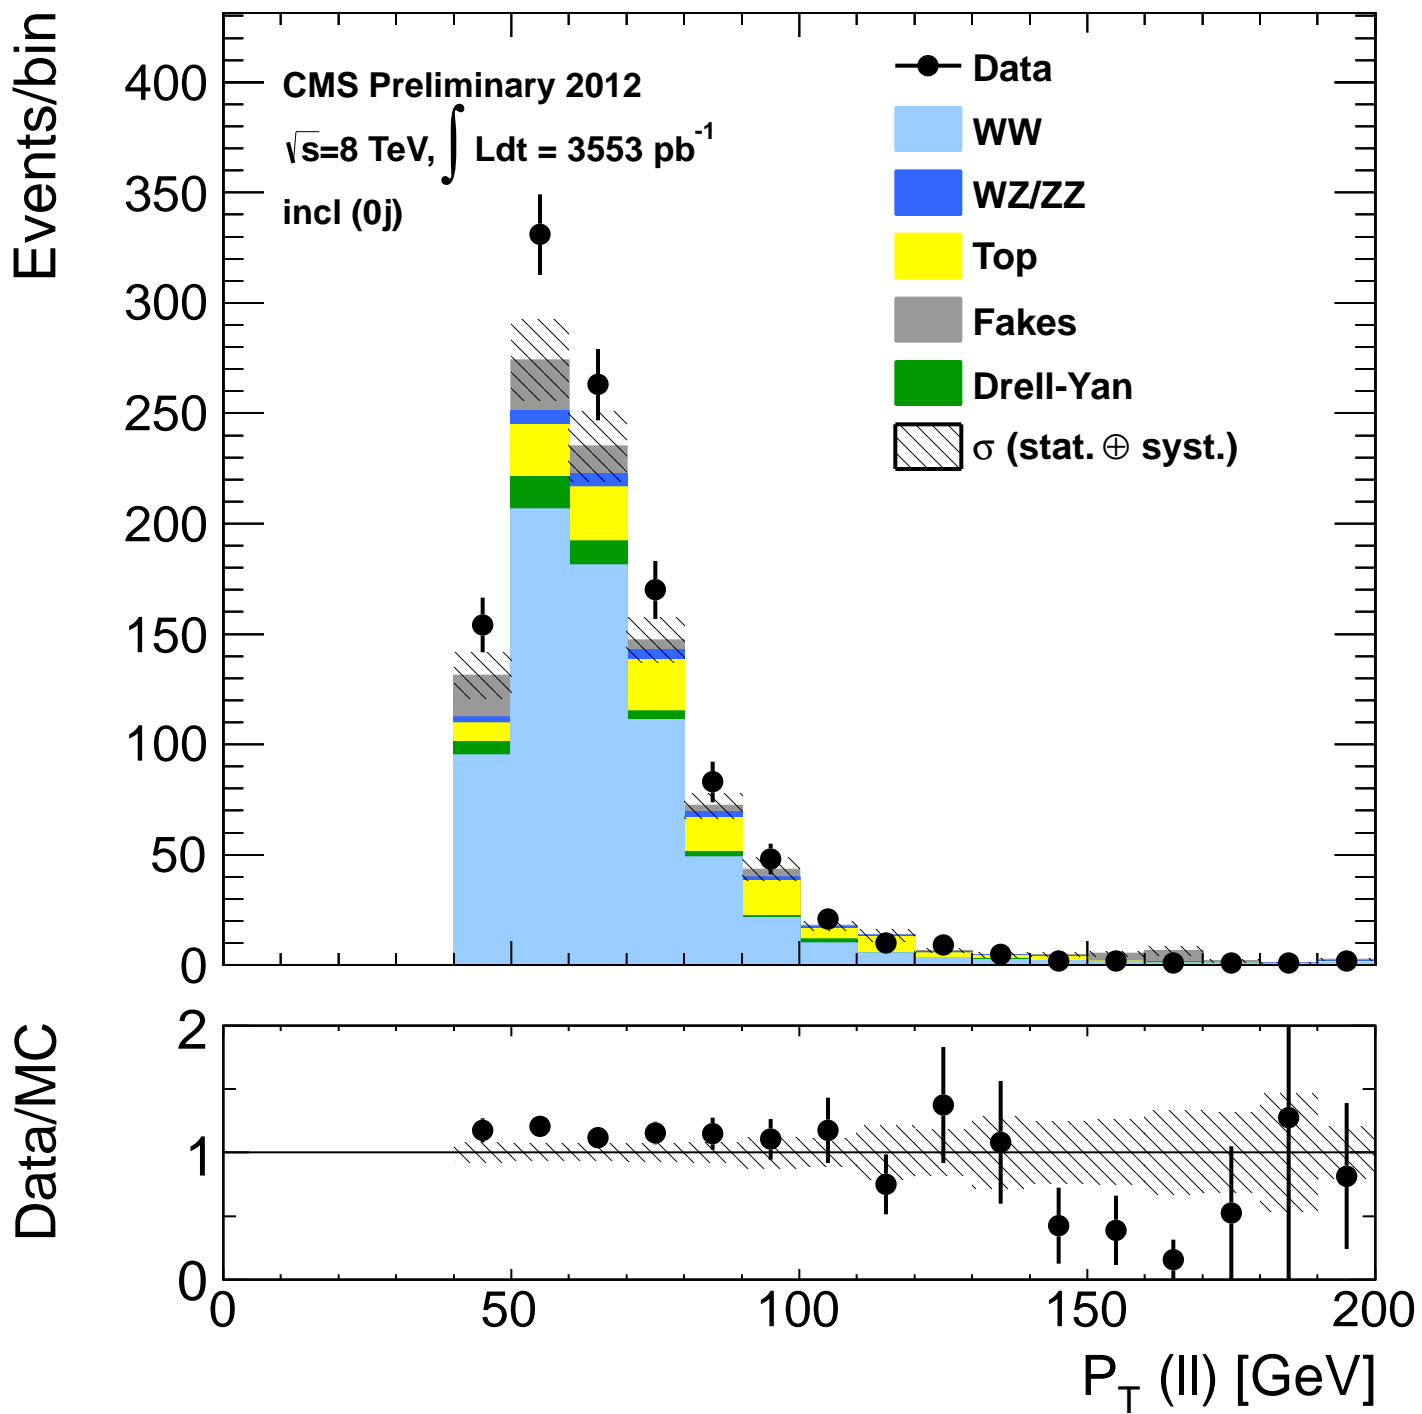 Events/bin
400
350
300
250
200
150
100
50
0
CMS Preliminary 2012
√s=8 TeV, ∫ Ldt = 3553 pb⁻¹
incl (0j)
Data
WW
WZ/ZZ
Top
Fakes
Drell-Yan
σ (stat. ⊕ syst.)
Data/MC
2
1
0
0 50 100 150 200
P_T (ll) [GeV]